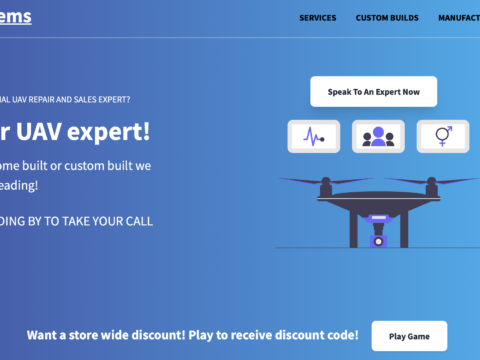 ems
SERVICES CUSTOM BUILDS MANUFACT
Speak To An Expert Now
NAL UAV REPAIR AND SALES EXPERT?
r UAV expert!
ome built or custom built we
eading!
DING BY TO TAKE YOUR CALL
Want a store wide discount! Play to receive discount code!
Play Game